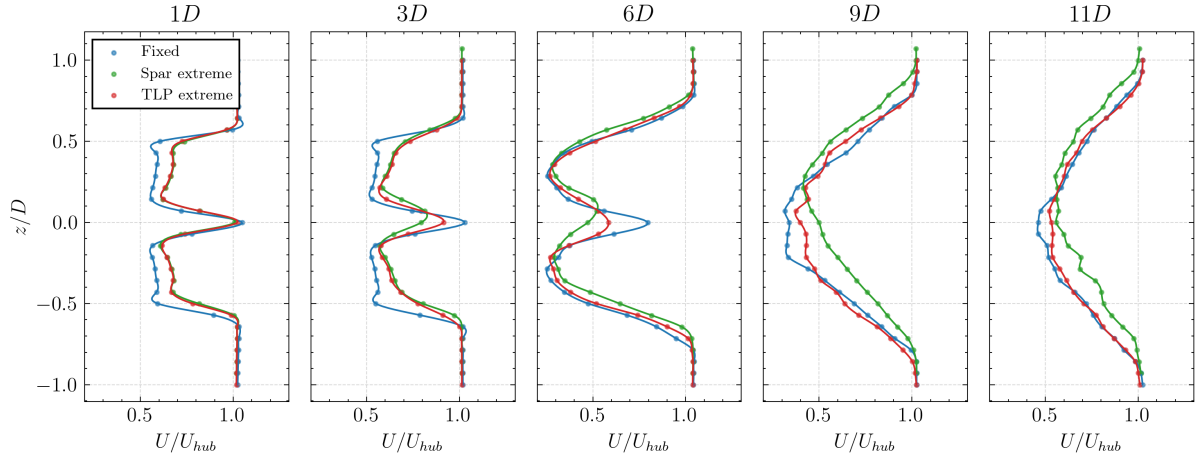 1D 3D 6D 9D 11D
Fixed
Spar extreme
TLP extreme
1.0
0.5
0.0
−0.5
−1.0
z/D
0.5 1.0 0.5 1.0 0.5 1.0 0.5 1.0 0.5 1.0
U/U_hub U/U_hub U/U_hub U/U_hub U/U_hub